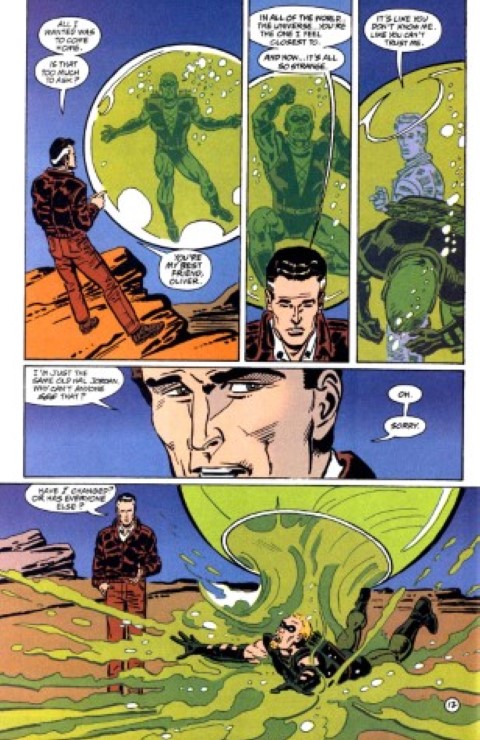 ALL I
WANTED WAS
TO COME
HOME.
IS THAT
TOO MUCH
TO ASK?
YOU'RE
MY BEST
FRIEND,
OLIVER.
IN ALL OF THE WORLD...
THE UNIVERSE...YOU'RE
THE ONE I FEEL
CLOSEST TO.
AND NOW...IT'S ALL
SO STRANGE.
IT'S LIKE YOU
DON'T KNOW ME.
LIKE YOU CAN'T
TRUST ME.
I'M JUST THE
SAME OLD HAL JORDAN.
WHY CAN'T ANYONE
SEE THAT?
OH.
SORRY.
HAVE I CHANGED?
OR HAS EVERYONE
ELSE?
12